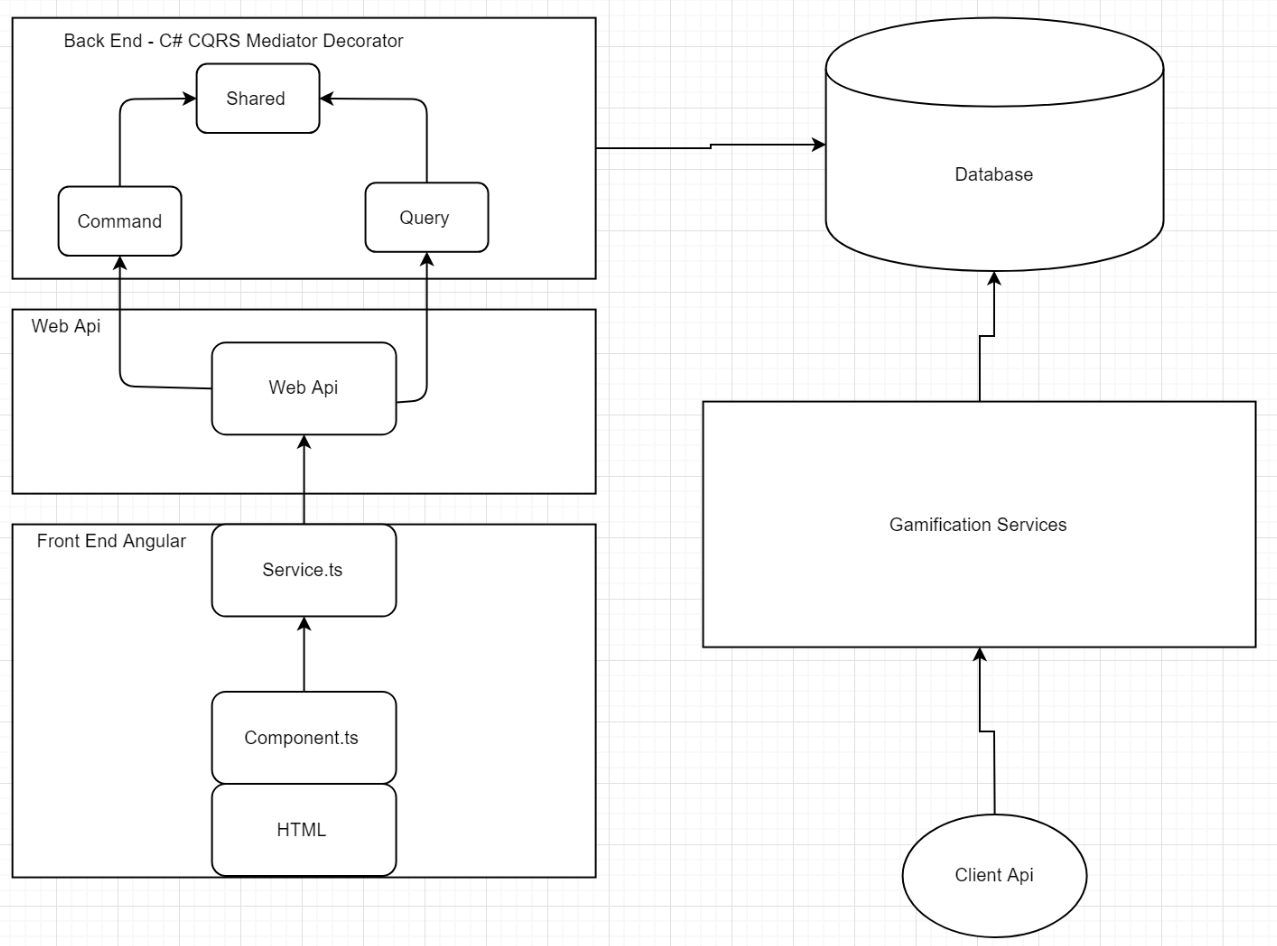 Back End - C# CQRS Mediator Decorator
Shared
Command
Query
Database
Web Api
Web Api
Gamification Services
Front End Angular
Service.ts
Component.ts
HTML
Client Api